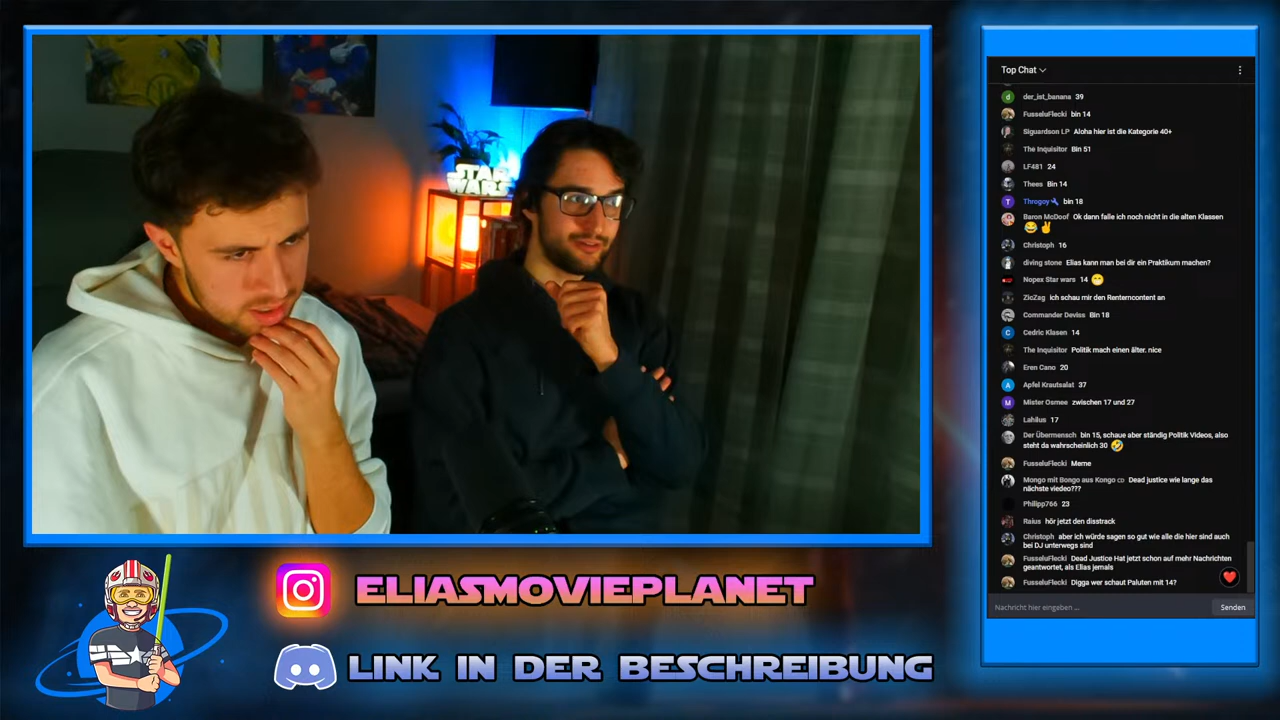 STAR
WARS
Top Chat
der_ist_banana 39
FusseluFlecki bin 14
Siguardson LP Aloha hier ist die Kategorie 40+
The Inquisitor Bin 51
LF481 24
Thees Bin 14
Throgoy bin 18
Baron McDoof Ok dann falle ich noch nicht in die alten Klassen
😂✌
Christoph 16
diving stone Elias kann man bei dir ein Praktikum machen?
Nopex Star wars 14 😁
ZicZag Ich schau mir den Renterncontent an
Commander Deviss Bin 18
Cedric Klasen 14
The Inquisitor Politik mach einen älter. nice
Eren Cano 20
Apfel Krautsalat 37
Mister Osmee zwischen 17 und 27
Lahilus 17
Der Übermensch bin 15, schaue aber ständig Politik Videos, also
steht da wahrscheinlich 30 🤣
FusseluFlecki Meme
Mongo mit Bongo aus Kongo CD Dead justice wie lange das
nächste viedeo???
Philipp766 23
Raius hör jetzt den disstrack
Christoph aber ich würde sagen so gut wie alle die hier sind auch
bei DJ unterwegs sind
FusseluFlecki Dead Justice Hat jetzt schon auf mehr Nachrichten
geantwortet, als Elias jemals
FusseluFlecki Digga wer schaut Paluten mit 14?
Nachricht hier eingeben ...
Senden
ELIASMOVIEPLANET
LINK IN DER BESCHREIBUNG